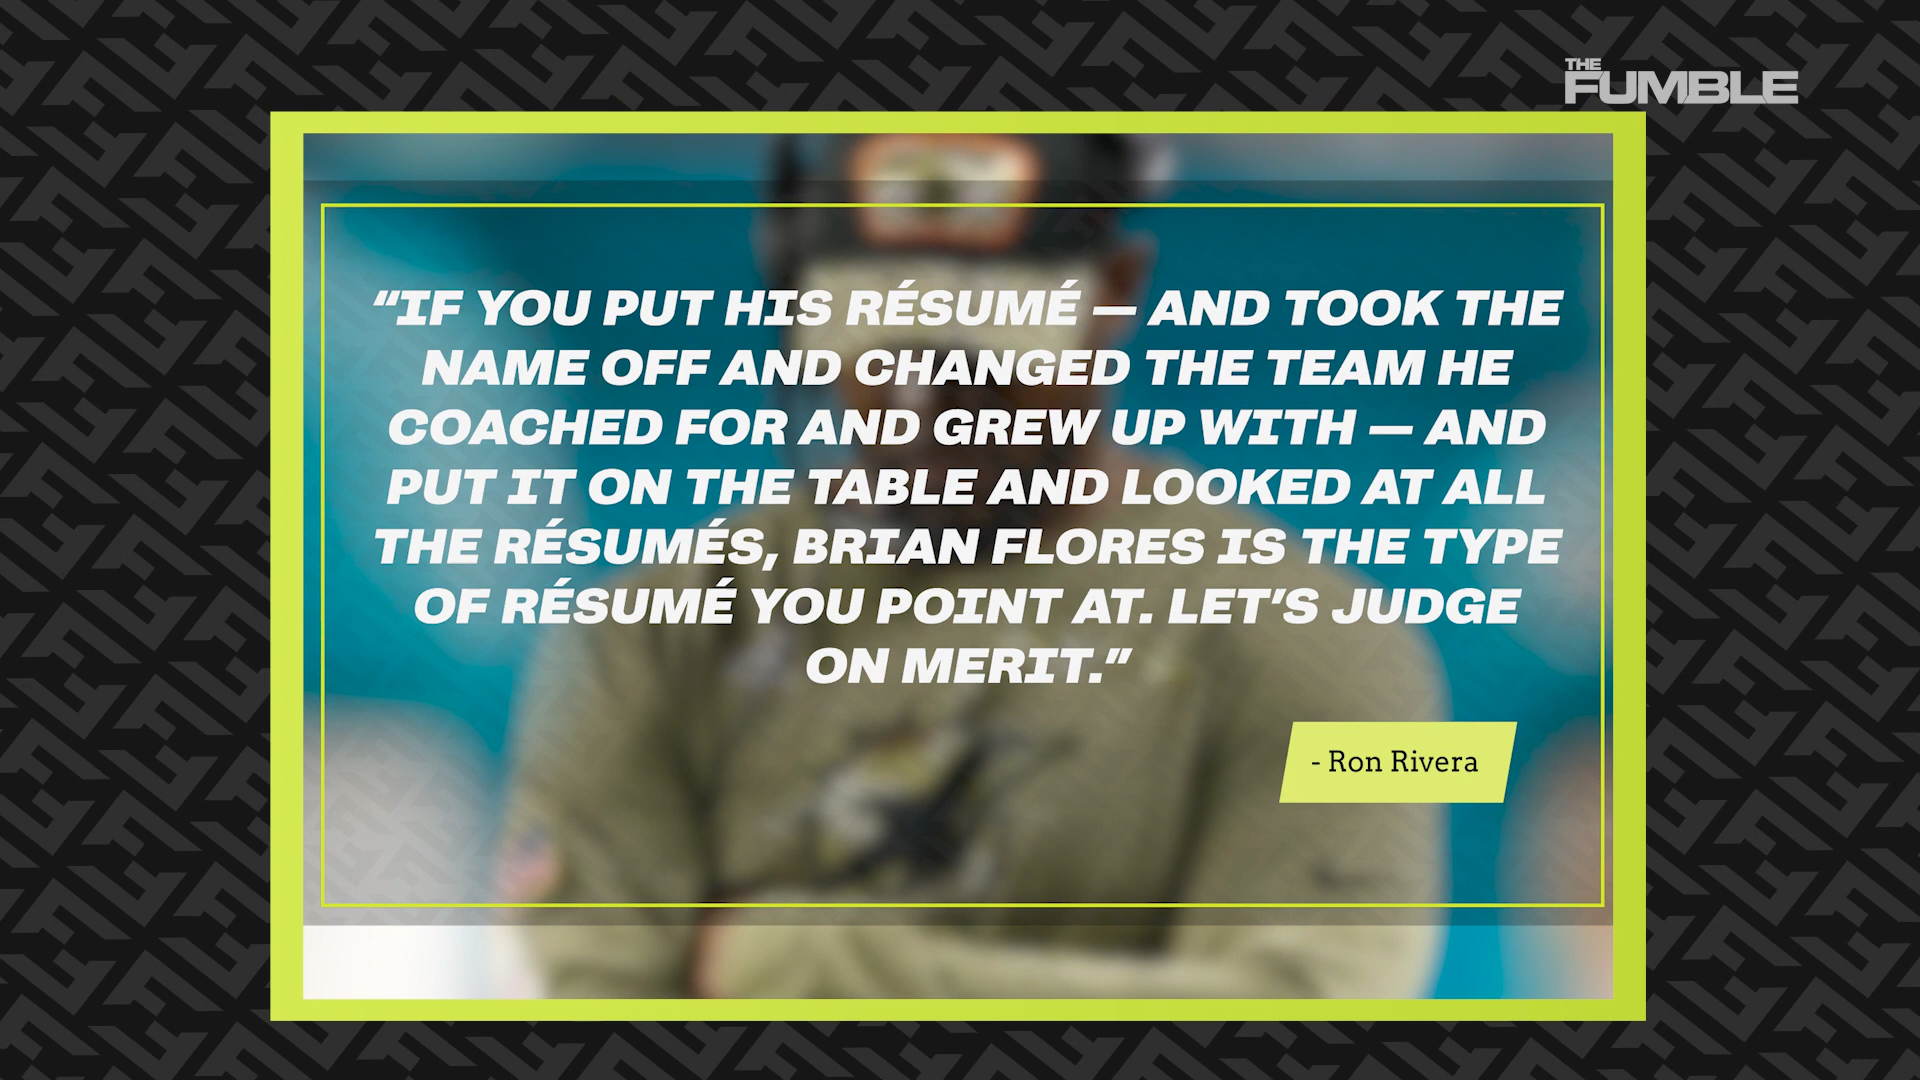 THE
FUMBLE
“IF YOU PUT HIS RÉSUMÉ — AND TOOK THE
NAME OFF AND CHANGED THE TEAM HE
COACHED FOR AND GREW UP WITH — AND
PUT IT ON THE TABLE AND LOOKED AT ALL
THE RÉSUMÉS, BRIAN FLORES IS THE TYPE
OF RÉSUMÉ YOU POINT AT. LET’S JUDGE
ON MERIT.”
- Ron Rivera